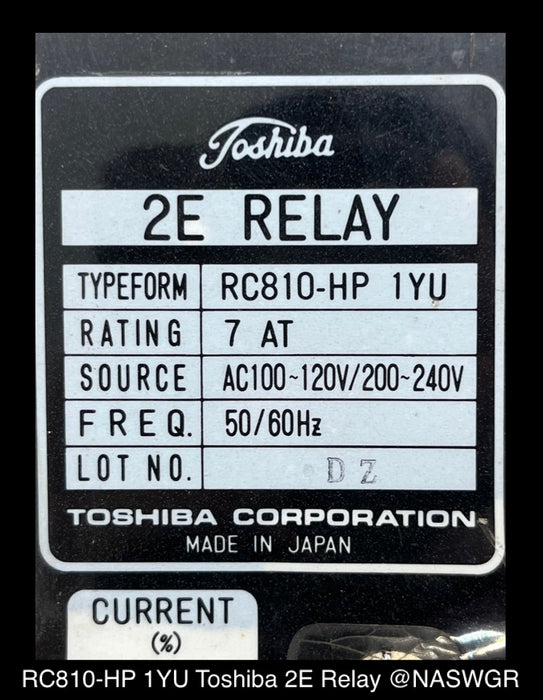 Toshiba
2E RELAY
TYPEFORM RC810-HP 1YU
RATING 7 AT
SOURCE AC100~120V/200~240V
FREQ. 50/60Hz
LOT NO. DZ
TOSHIBA CORPORATION
MADE IN JAPAN
CURRENT
(%)
RC810-HP 1YU Toshiba 2E Relay @NASWGR